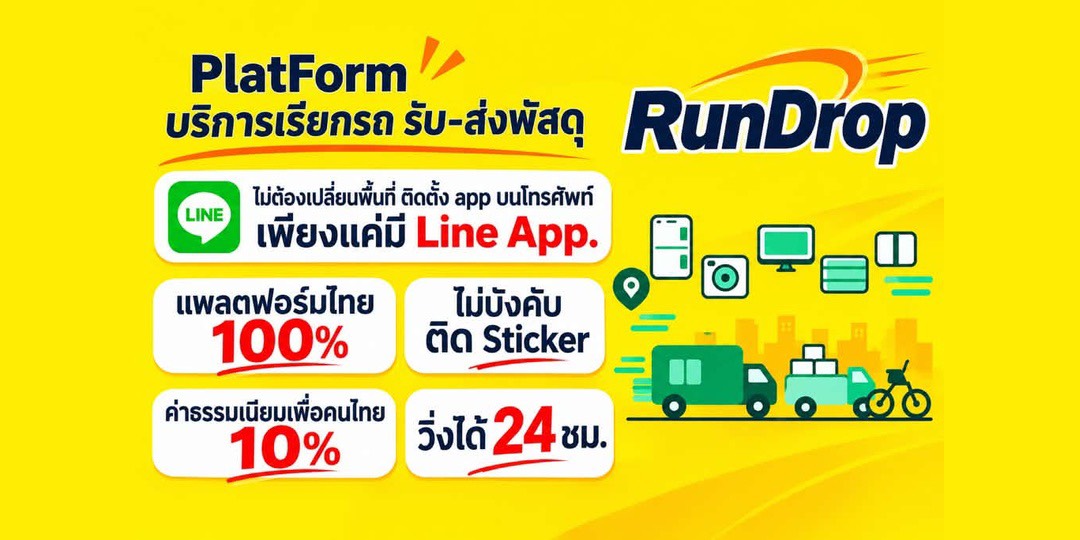 PlatForm
บริการเรียกรถ รับ-ส่งพัสดุ
RunDrop
LINE
ไม่ต้องเปลี่ยนพื้นที่ ติดตั้ง app บนโทรศัพท์
เพียงแค่มี Line App.
แพลตฟอร์มไทย
100%
ไม่บังคับ
ติด Sticker
ค่าธรรมเนียมเพื่อคนไทย
10%
วิ่งได้ 24 ชม.